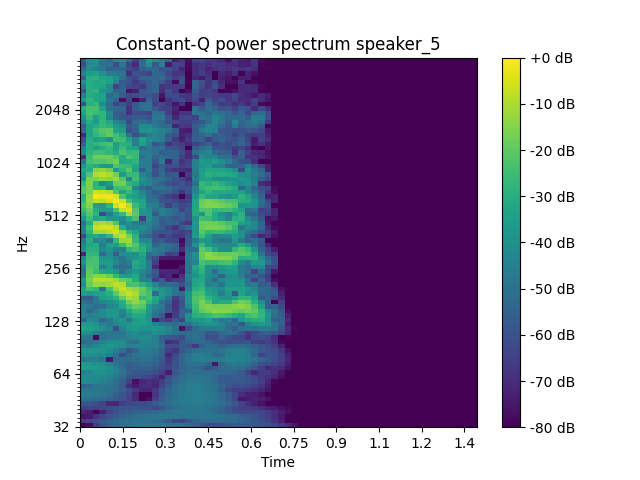 Constant-Q power spectrum speaker_5
Hz
2048
1024
512
256
128
64
32
0 0.15 0.3 0.45 0.6 0.75 0.9 1.1 1.2 1.4
Time
+0 dB
-10 dB
-20 dB
-30 dB
-40 dB
-50 dB
-60 dB
-70 dB
-80 dB